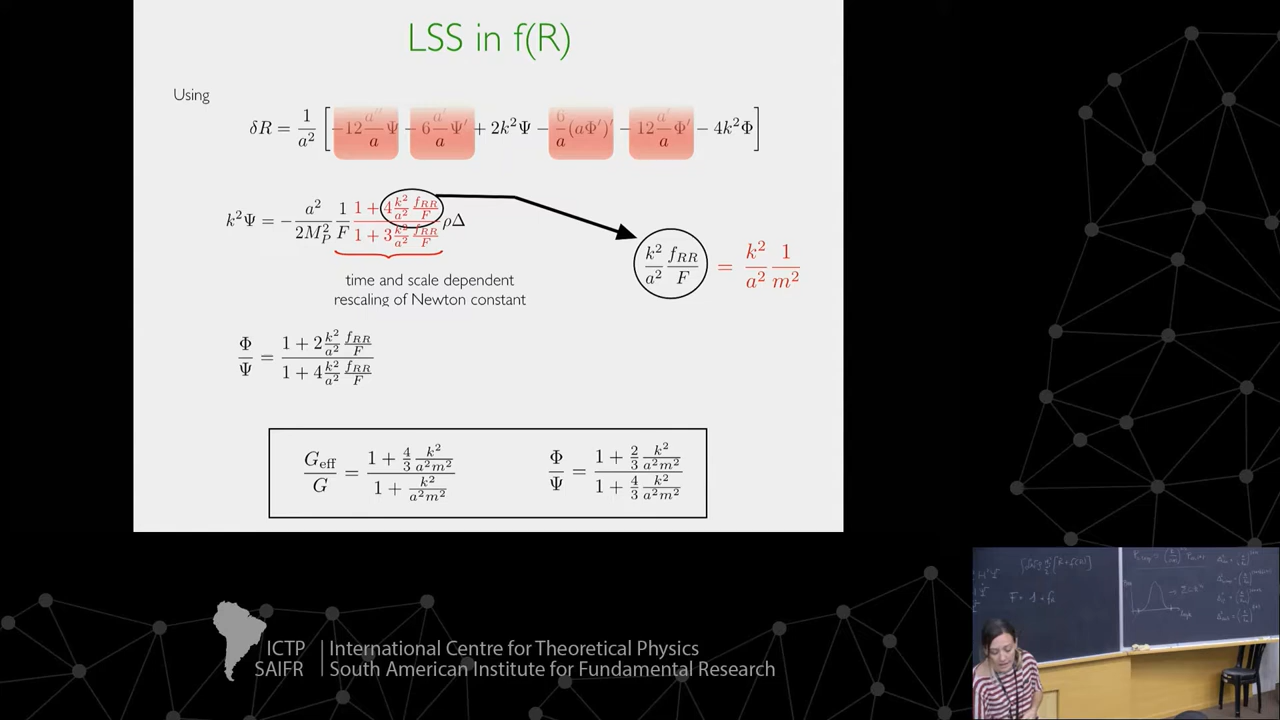 LSS in f(R)
Using
δR = 1/a² [ −12 a''/a Ψ − 6 a'/a Ψ' + 2k²Ψ − 6/a (aΦ')' − 12 a'/a Φ' − 4k²Φ ]
k²Ψ = − a²/2M_P² 1/F (1 + 4 k²/a² f_RR/F)/(1 + 3 k²/a² f_RR/F) ρΔ
k²/a² f_RR/F = k²/a² 1/m²
time and scale dependent
rescaling of Newton constant
Φ/Ψ = (1 + 2 k²/a² f_RR/F)/(1 + 4 k²/a² f_RR/F)
G_eff/G = (1 + 4/3 k²/a²m²)/(1 + k²/a²m²)
Φ/Ψ = (1 + 2/3 k²/a²m²)/(1 + 4/3 k²/a²m²)
ICTP
SAIFR
International Centre for Theoretical Physics
South American Institute for Fundamental Research